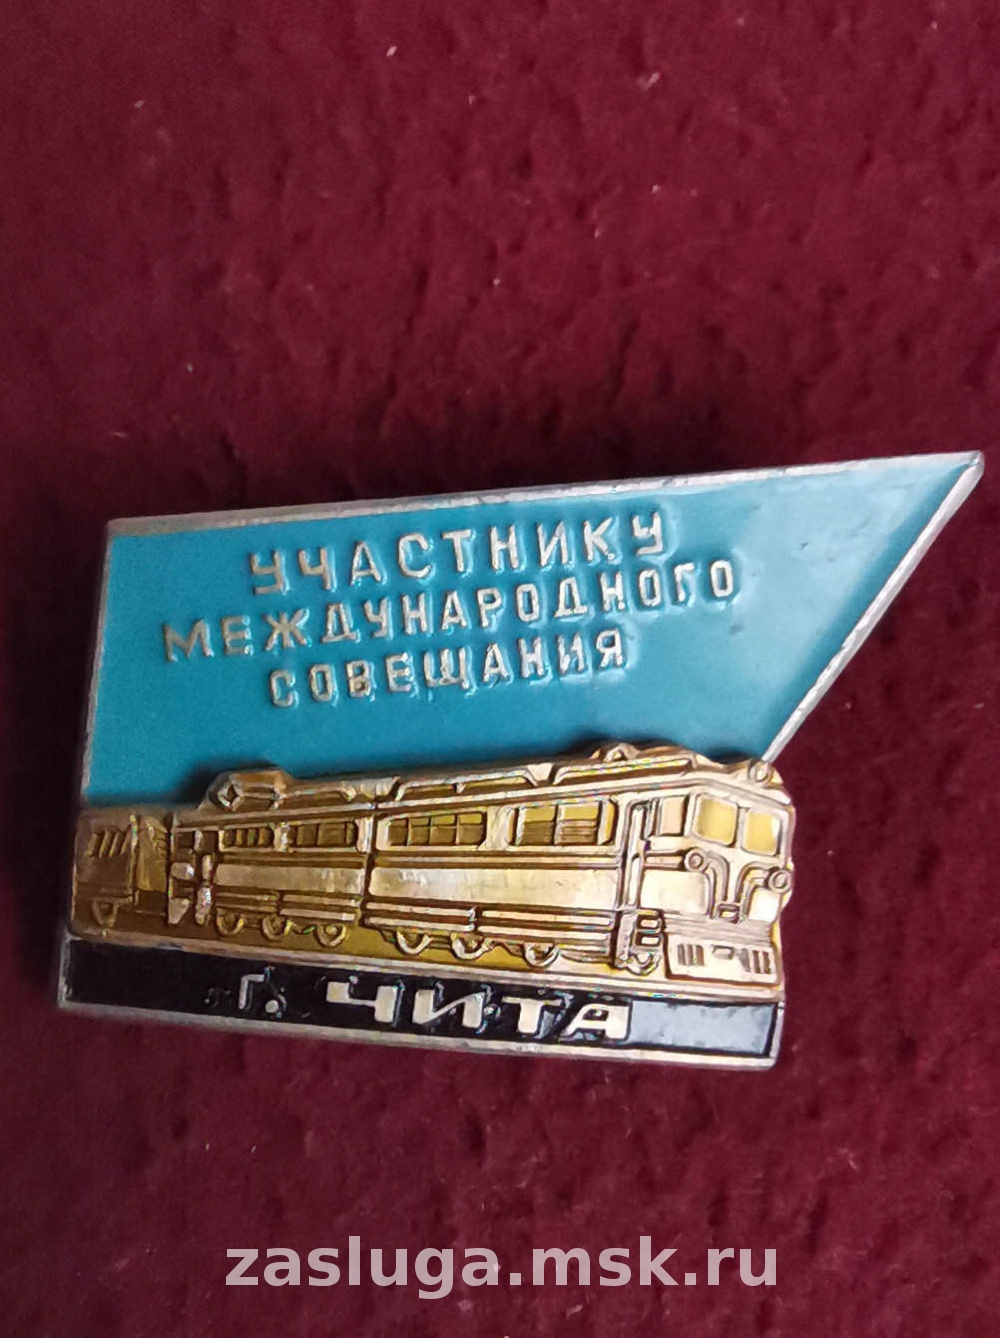 УЧАСТНИКУ
МЕЖДУНАРОДНОГО
СОВЕЩАНИЯ
Г. ЧИТА
zasluga.msk.ru